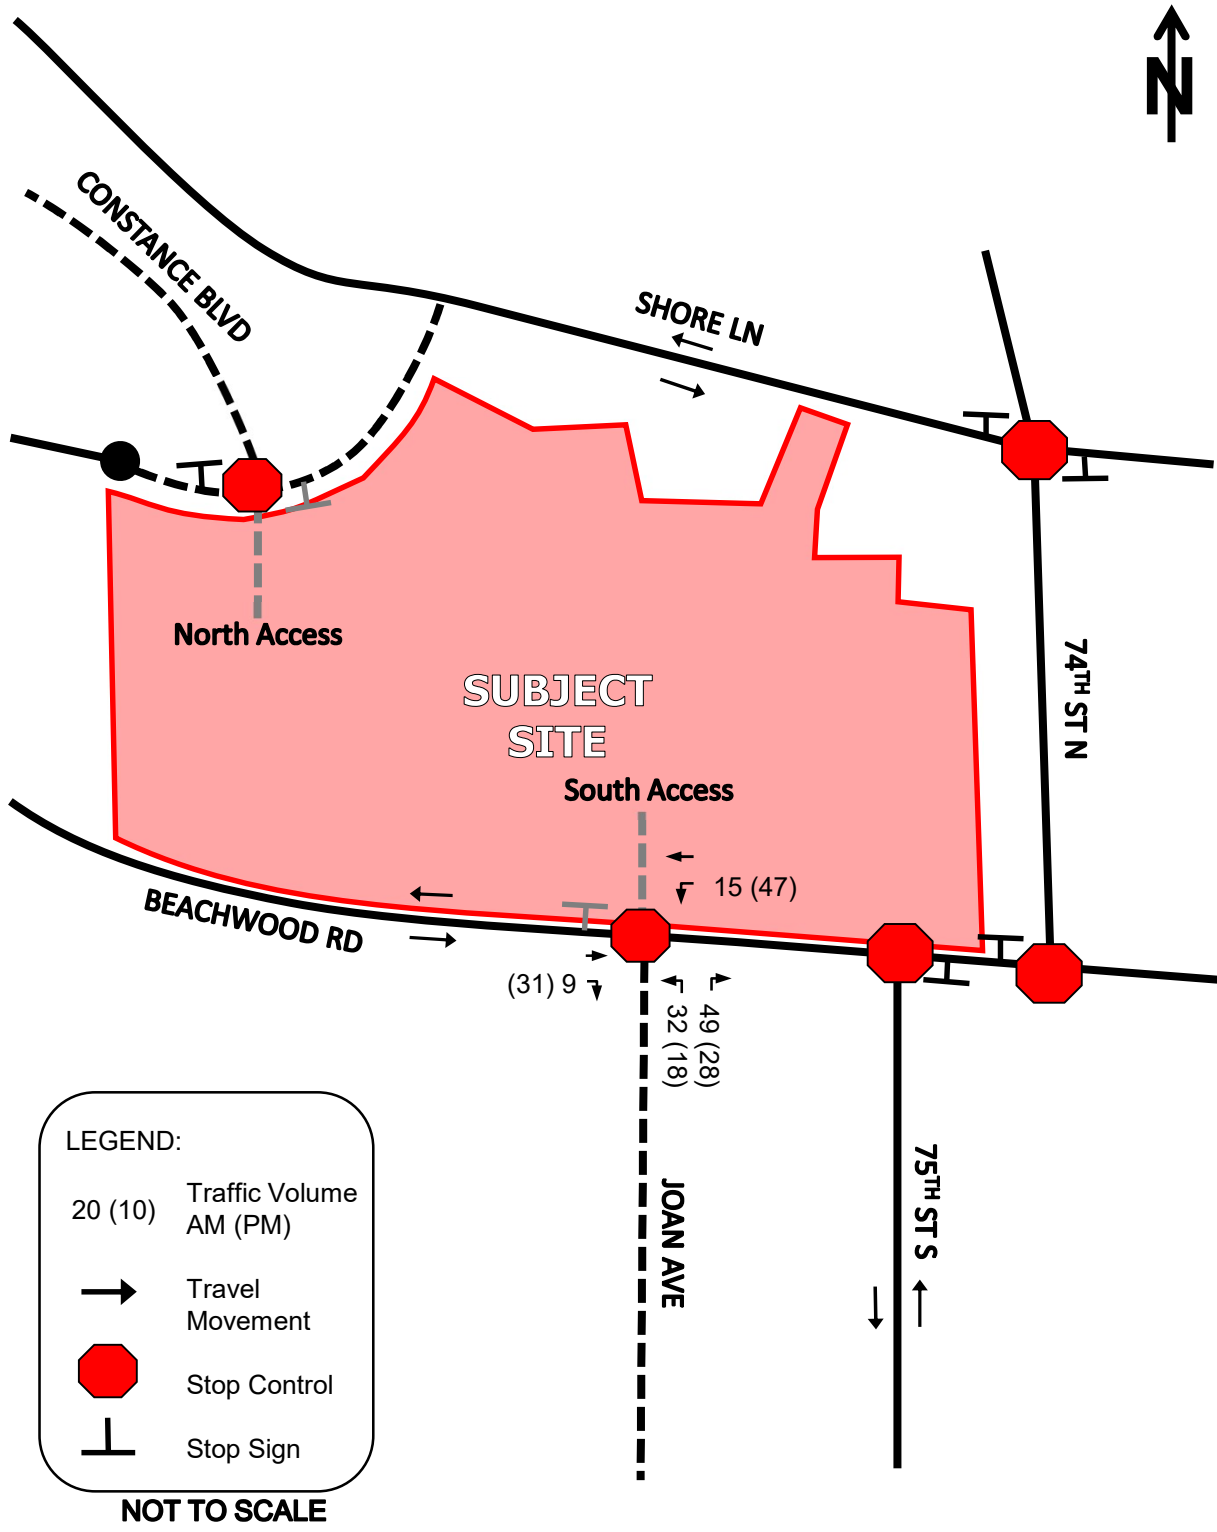 N
CONSTANCE BLVD
SHORE LN
North Access
74TH ST N
SUBJECT
SITE
South Access
15 (47)
BEACHWOOD RD
(31) 9
32 (18)
49 (28)
JOAN AVE
75TH ST S
LEGEND:
20 (10)
Traffic Volume
AM (PM)
Travel
Movement
Stop Control
Stop Sign
NOT TO SCALE